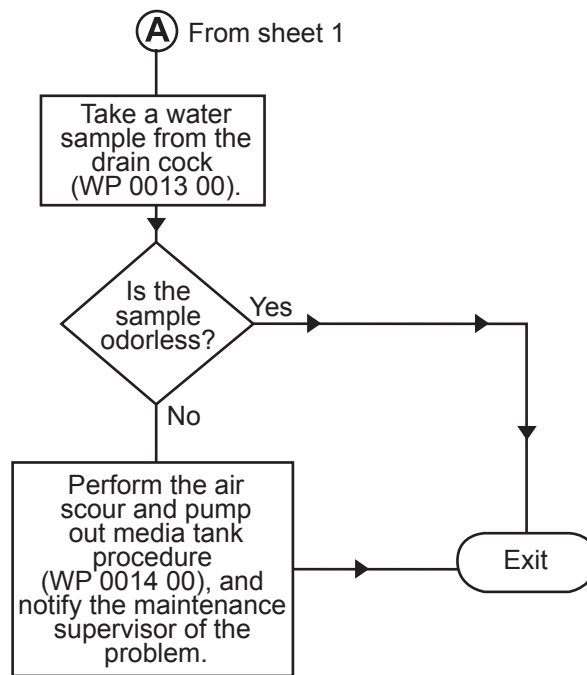 A From sheet 1
Take a water
sample from the
drain cock
(WP 0013 00).
Is the
sample
odorless?
Yes
No
Perform the air
scour and pump
out media tank
procedure
(WP 0014 00), and
notify the maintenance
supervisor of the
problem.
Exit